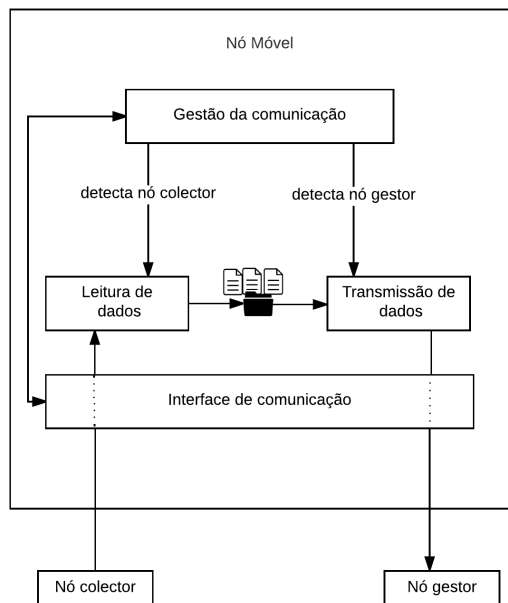 Nó Móvel
Gestão da comunicação
detecta nó colector
detecta nó gestor
Leitura de
dados
Transmissão de
dados
Interface de comunicação
Nó colector
Nó gestor